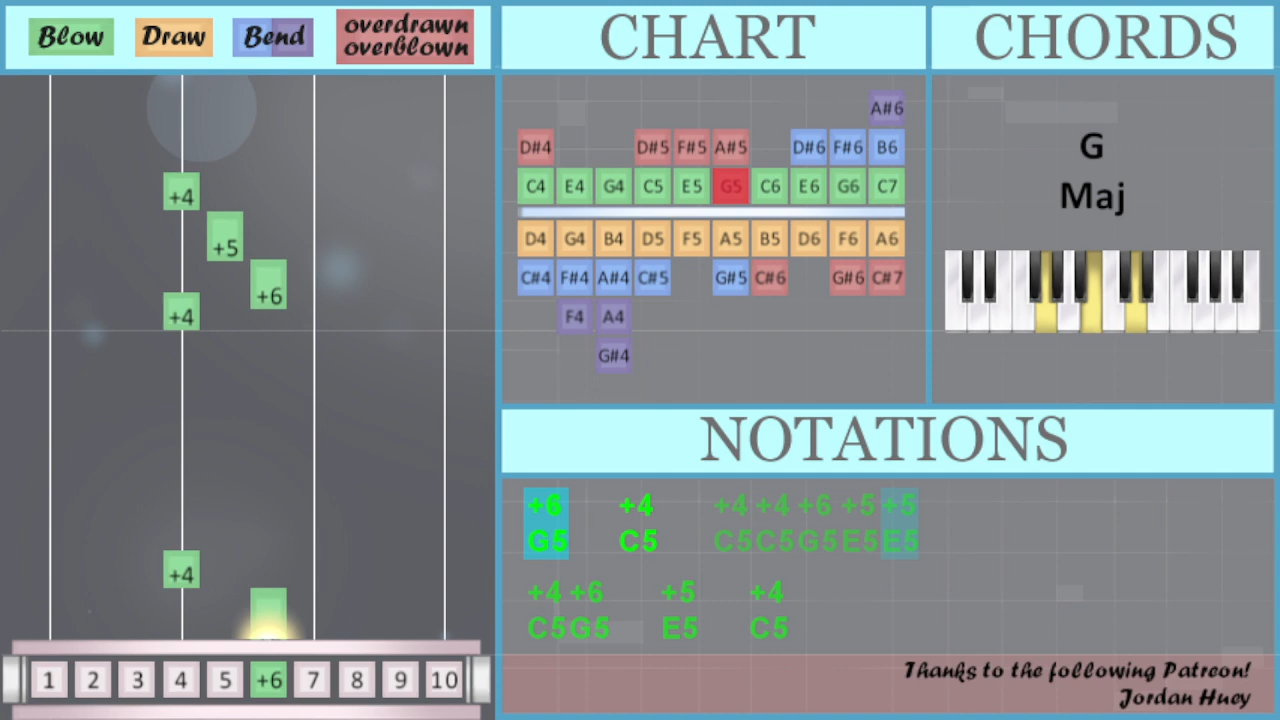 Blow Draw Bend overdrawn
overblown
CHART
CHORDS
+4
+5
+6
+4
+4
1 2 3 4 5 +6 7 8 9 10
A#6
D#4 D#5 F#5 A#5 D#6 F#6 B6
C4 E4 G4 C5 E5 G5 C6 E6 G6 C7
D4 G4 B4 D5 F5 A5 B5 D6 F6 A6
C#4 F#4 A#4 C#5 G#5 C#6 G#6 C#7
F4 A4
G#4
G
Maj
NOTATIONS
+6 +4 +4 +4 +6 +5 +5
G5 C5 C5 C5 G5 E5 E5
+4 +6 +5 +4
C5 G5 E5 C5
Thanks to the following Patreon!
Jordan Huey